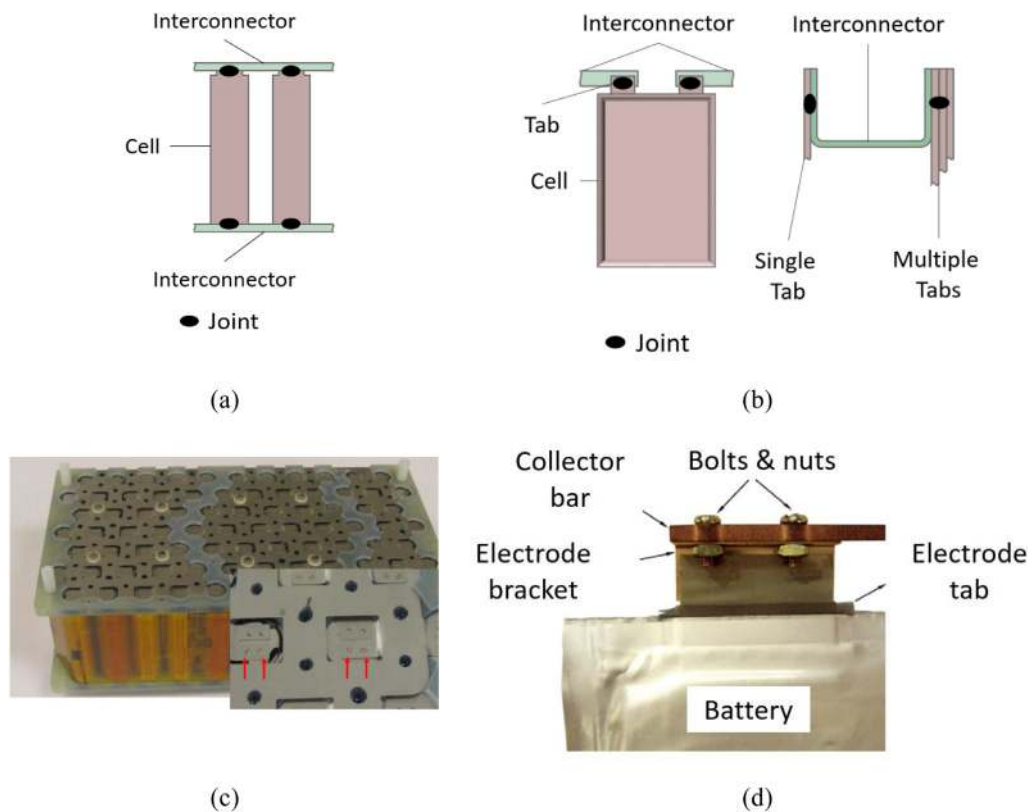 Interconnector
Cell
Interconnector
Joint
(a)
Interconnector
Interconnector
Tab
Cell
Single
Tab
Multiple
Tabs
Joint
(b)
(c)
Collector
bar
Bolts & nuts
Electrode
bracket
Electrode
tab
Battery
(d)